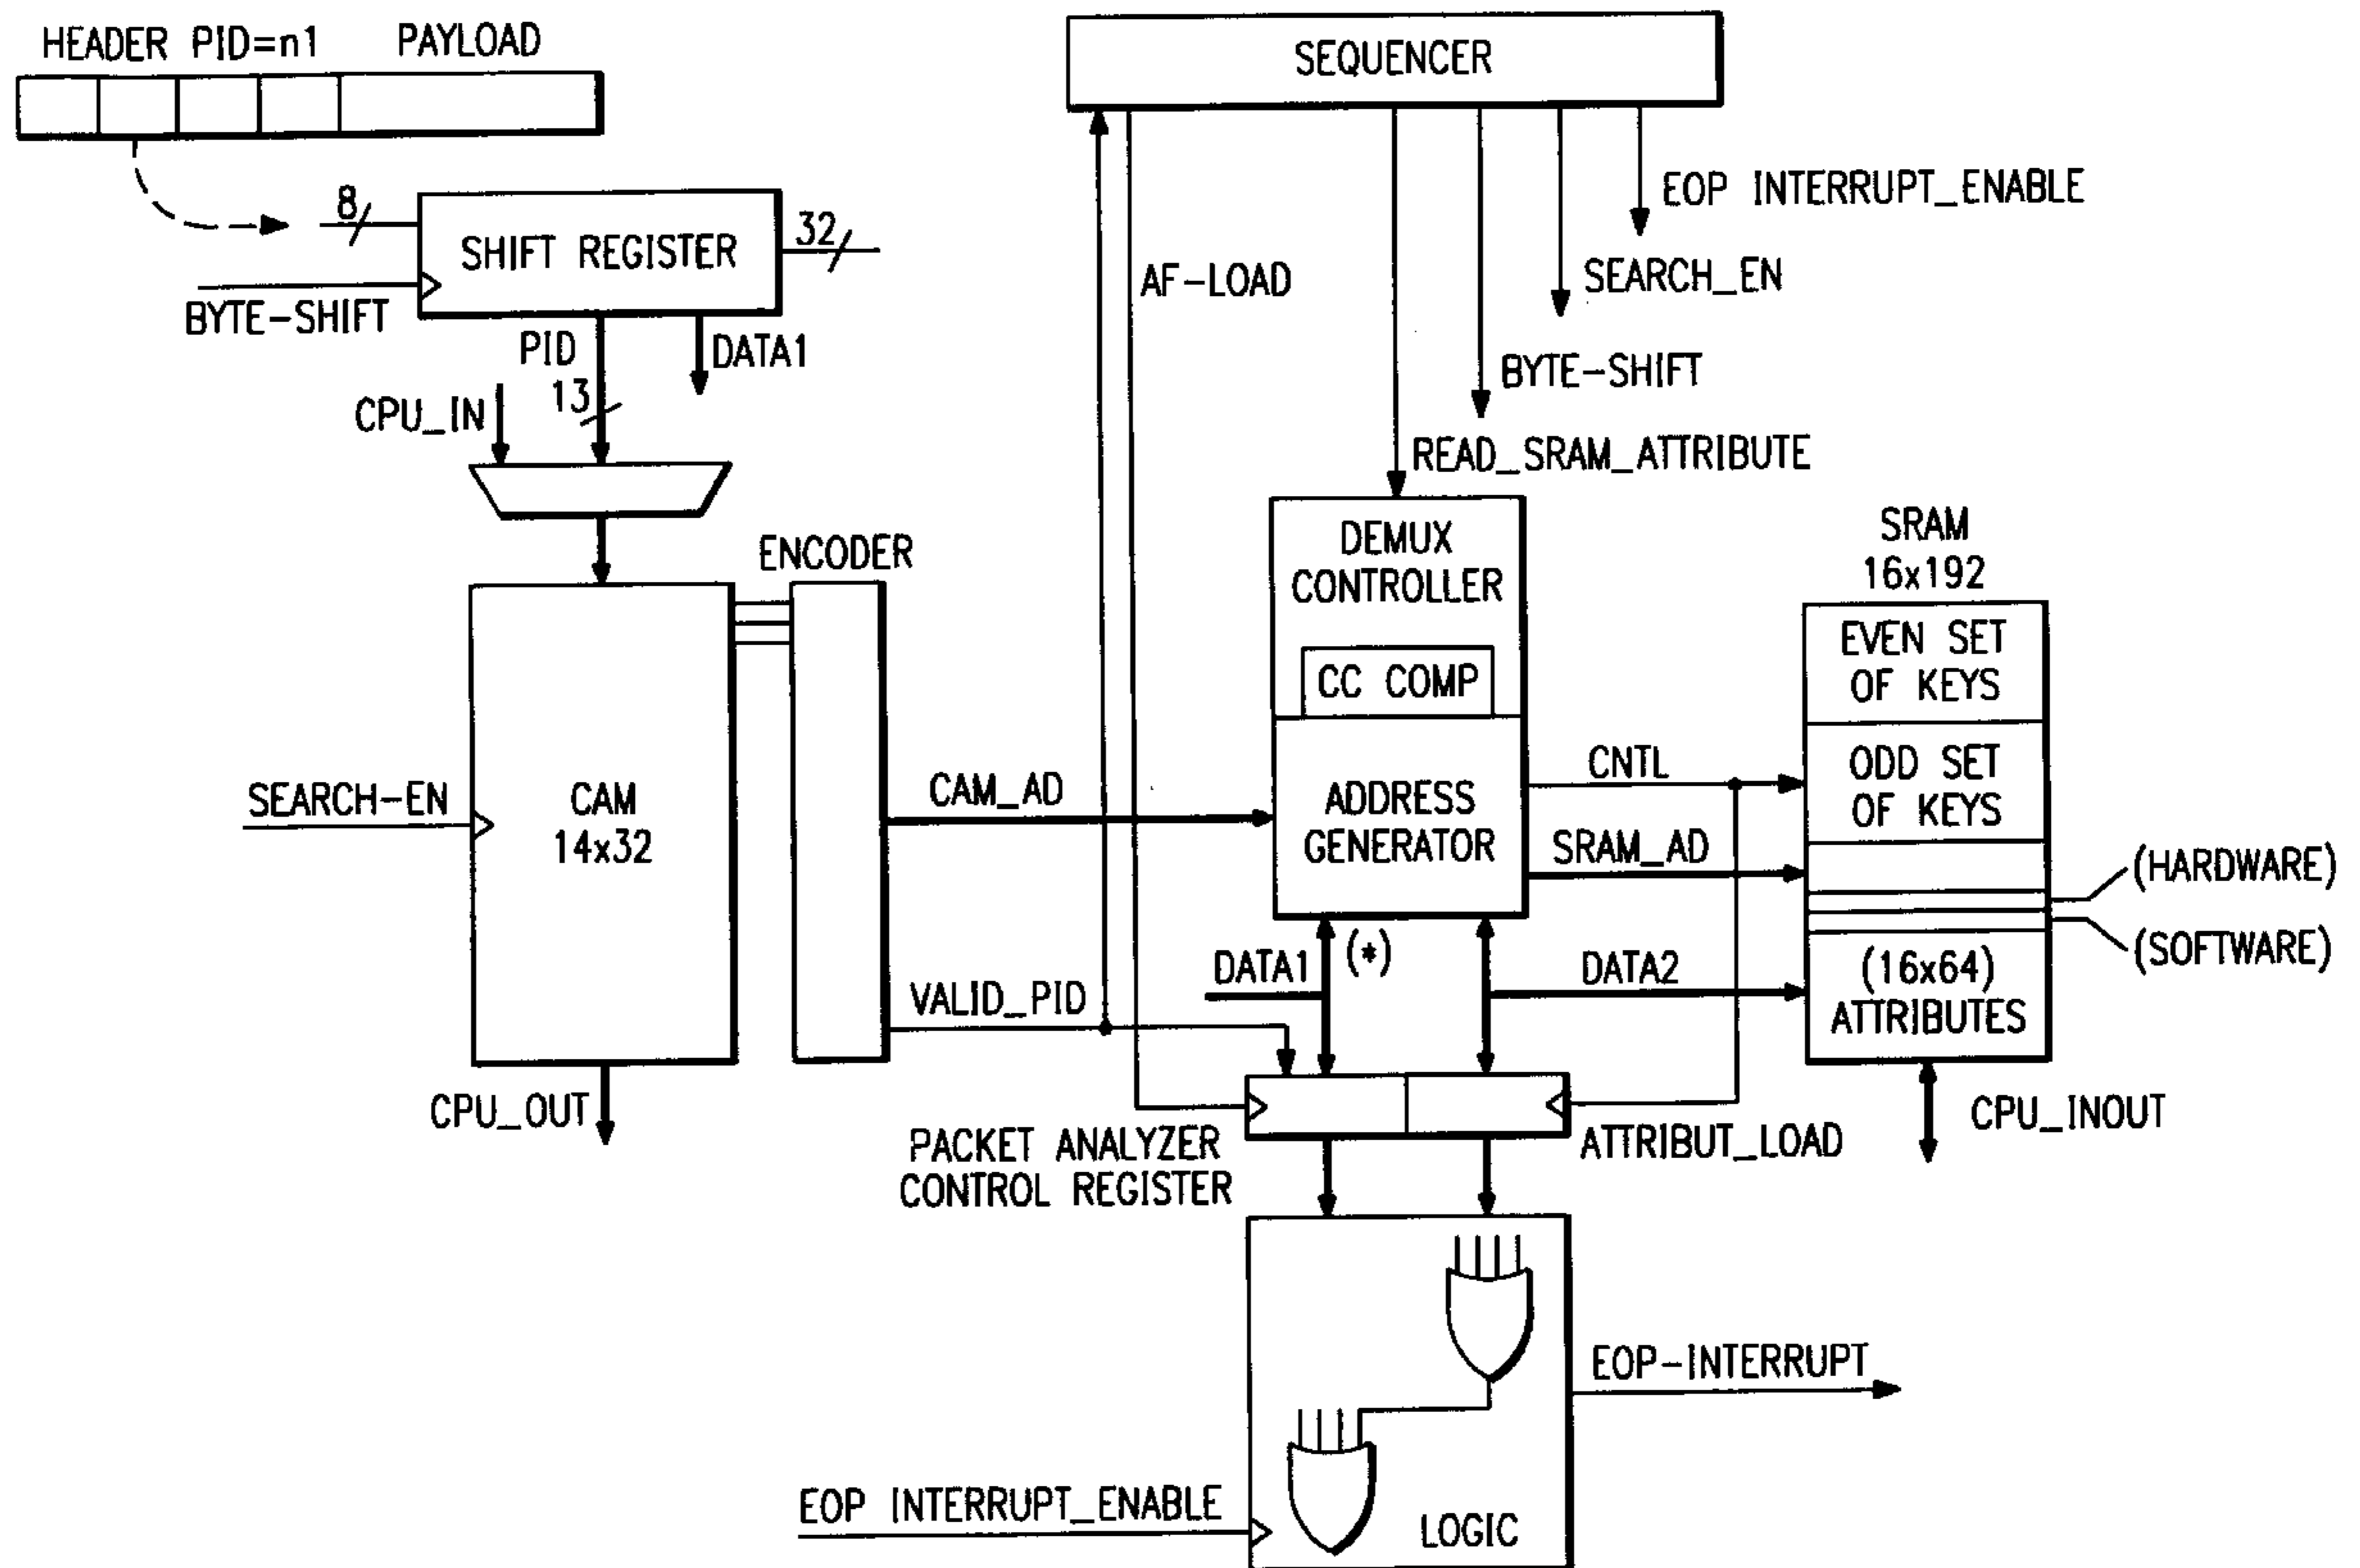 HEADER PID=n1
PAYLOAD
SEQUENCER
8
SHIFT REGISTER
32
BYTE-SHIFT
PID
13
DATA1
CPU_IN
AF-LOAD
EOP INTERRUPT_ENABLE
SEARCH_EN
BYTE-SHIFT
READ_SRAM_ATTRIBUTE
ENCODER
DEMUX
CONTROLLER
CC COMP
SRAM
16x192
EVEN SET
OF KEYS
ODD SET
OF KEYS
SEARCH-EN
CAM
14x32
CAM_AD
ADDRESS
GENERATOR
CNTL
SRAM_AD
(HARDWARE)
(SOFTWARE)
(16x64)
ATTRIBUTES
DATA1
(*)
DATA2
VALID_PID
CPU_OUT
PACKET ANALYZER
CONTROL REGISTER
ATTRIBUT_LOAD
CPU_INOUT
EOP-INTERRUPT
EOP INTERRUPT_ENABLE
LOGIC